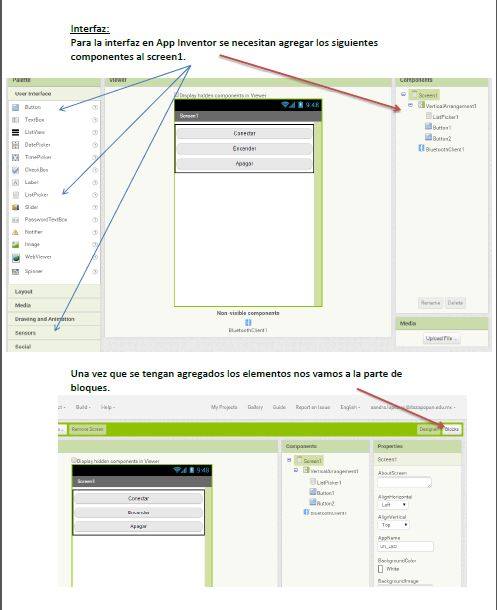 Interfaz:
Para la interfaz en App Inventor se necesitan agregar los siguientes
componentes al screen1.
Palette
Viewer
Components
User Interface
Button
TextBox
ListView
DatePicker
TimePicker
CheckBox
Label
ListPicker
Slider
PasswordTextBox
Notifier
Image
WebViewer
Spinner
Layout
Media
Drawing and Animation
Sensors
Social
Display hidden components in Viewer
9:48
Screen1
Conectar
Encender
Apagar
Non-visible components
BluetoothClient1
Screen1
VerticalArrangement1
ListPicker1
Button1
Button2
BluetoothClient1
Rename Delete
Media
Upload File ..
Una vez que se tengan agregados los elementos nos vamos a la parte de
bloques.
Build Help
My Projects Gallery Guide Report an Issue English
Remove Screen
Designer Blocks
Display hidden components in Viewer
9:48
Screen1
Conectar
Encender
Apagar
Components
Screen1
VerticalArrangement1
ListPicker1
Button1
Button2
BluetoothClient1
Properties
Screen1
AboutScreen
AlignHorizontal
Left
AlignVertical
Top
AppName
BackgroundColor
White
BackgroundImage